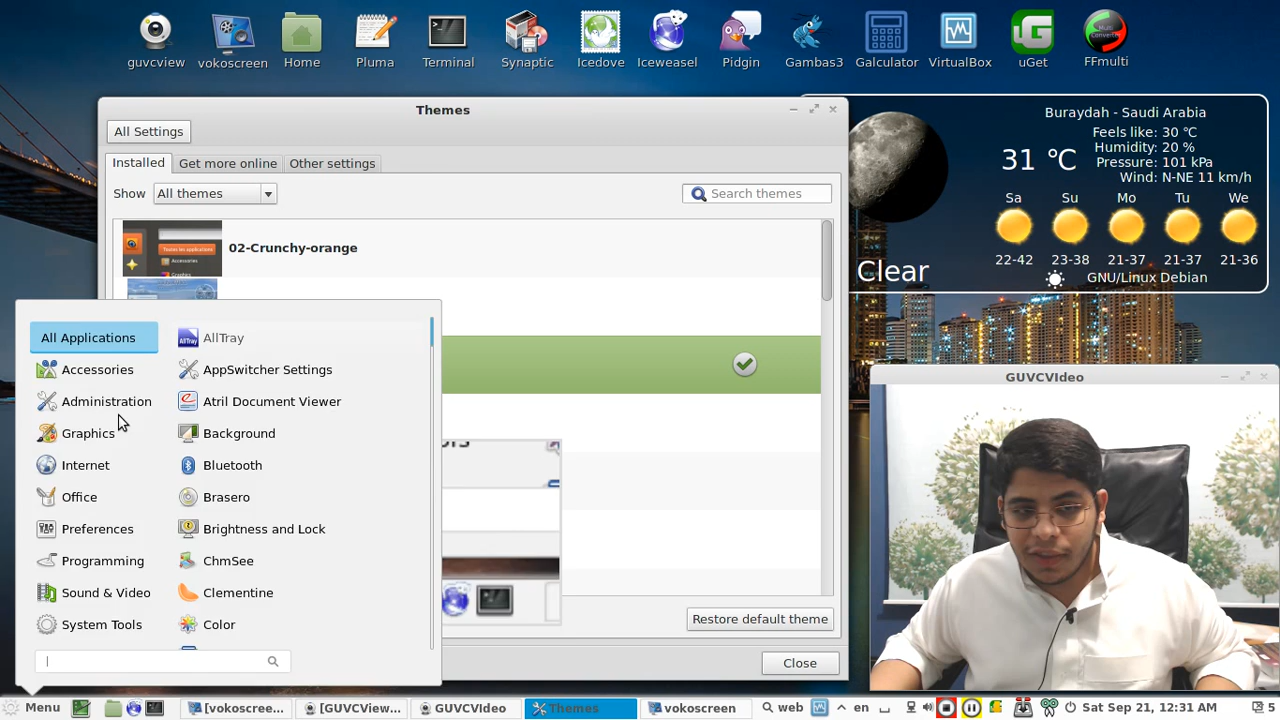 guvcview
vokoscreen
Home
Pluma
Terminal
Synaptic
Icedove
Iceweasel
Pidgin
Gambas3
Galculator
VirtualBox
uGet
FFmulti
Themes
All Settings
Installed
Get more online
Other settings
Show
All themes
Search themes
02-Crunchy-orange
Restore default theme
Close
Buraydah - Saudi Arabia
31 ℃
Feels like: 30 ℃
Humidity: 20 %
Pressure: 101 kPa
Wind: N-NE 11 km/h
Sa Su Mo Tu We
22-42 23-38 21-37 21-37 21-36
Clear
GNU/Linux Debian
All Applications
Accessories
Administration
Graphics
Internet
Office
Preferences
Programming
Sound & Video
System Tools
AllTray
AppSwitcher Settings
Atril Document Viewer
Background
Bluetooth
Brasero
Brightness and Lock
ChmSee
Clementine
Color
GUVCVIdeo
Menu
[vokoscree...
[GUVCView...
GUVCVIdeo
Themes
vokoscreen
web
en
Sat Sep 21, 12:31 AM
5